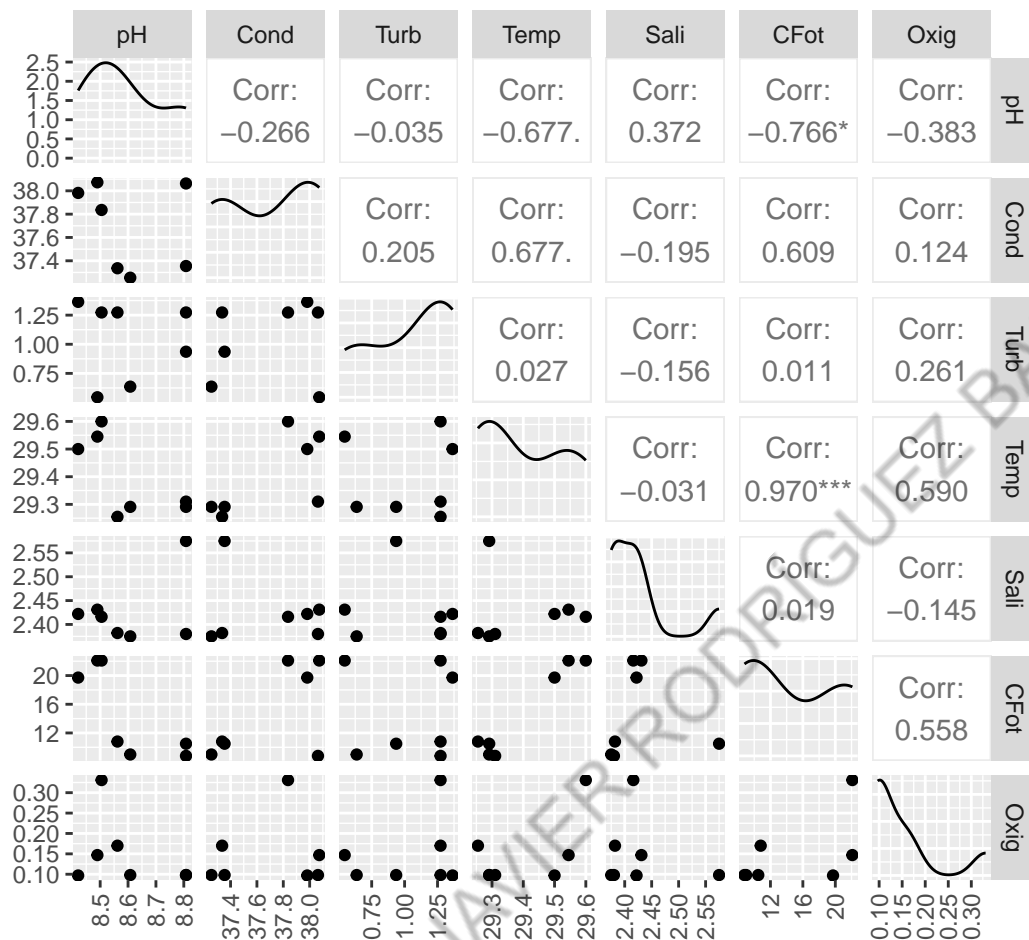 pH Cond Turb Temp Sali CFot Oxig
2.5
2.0
1.5
1.0
0.5
0.0
Corr: Corr: Corr: Corr: Corr: Corr:
−0.266 −0.035 −0.677. 0.372 −0.766* −0.383
pH
38.0
37.8
37.6
37.4
Corr: Corr: Corr: Corr: Corr:
0.205 0.677. −0.195 0.609 0.124
Cond
1.25
1.00
0.75
Corr: Corr: Corr: Corr:
0.027 −0.156 0.011 0.261
Turb
29.6
29.5
29.4
29.3
Corr: Corr: Corr:
−0.031 0.970*** 0.590
Temp
2.55
2.50
2.45
2.40
Corr: Corr:
0.019 −0.145
Sali
20
12
Corr:
0.558
CFot
0.30
0.25
0.20
0.15
0.10
Oxig
8.5 8.6 8.7 8.8 37.4 37.6 37.8 38.0 0.75 1.00 1.25 29.3 29.4 29.5 29.6 2.40 2.45 2.50 2.55 12 20 0.10 0.15 0.20 0.25 0.30
JAVIER RODRÍGUEZ